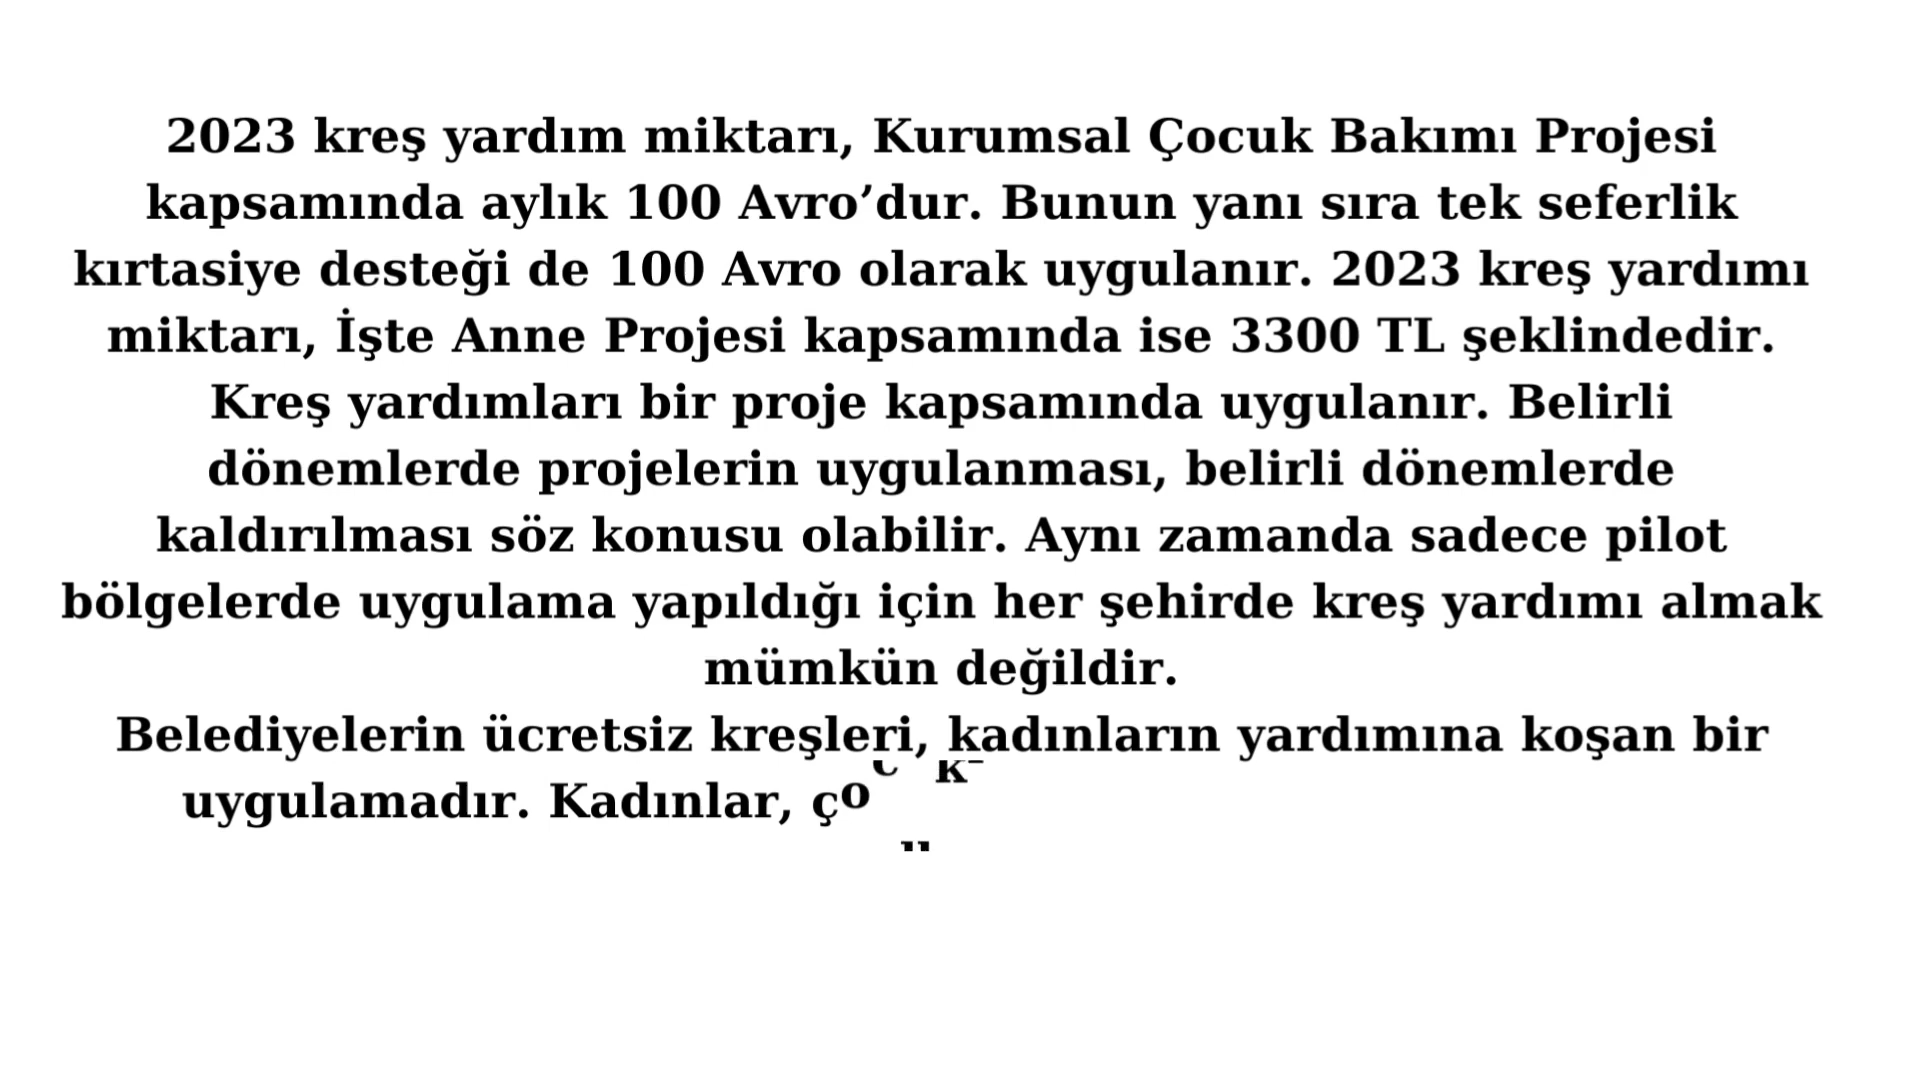 2023 kreş yardım miktarı, Kurumsal Çocuk Bakımı Projesi
kapsamında aylık 100 Avro’dur. Bunun yanı sıra tek seferlik
kırtasiye desteği de 100 Avro olarak uygulanır. 2023 kreş yardımı
miktarı, İşte Anne Projesi kapsamında ise 3300 TL şeklindedir.
Kreş yardımları bir proje kapsamında uygulanır. Belirli
dönemlerde projelerin uygulanması, belirli dönemlerde
kaldırılması söz konusu olabilir. Aynı zamanda sadece pilot
bölgelerde uygulama yapıldığı için her şehirde kreş yardımı almak
mümkün değildir.
Belediyelerin ücretsiz kreşleri, kadınların yardımına koşan bir
uygulamadır. Kadınlar,